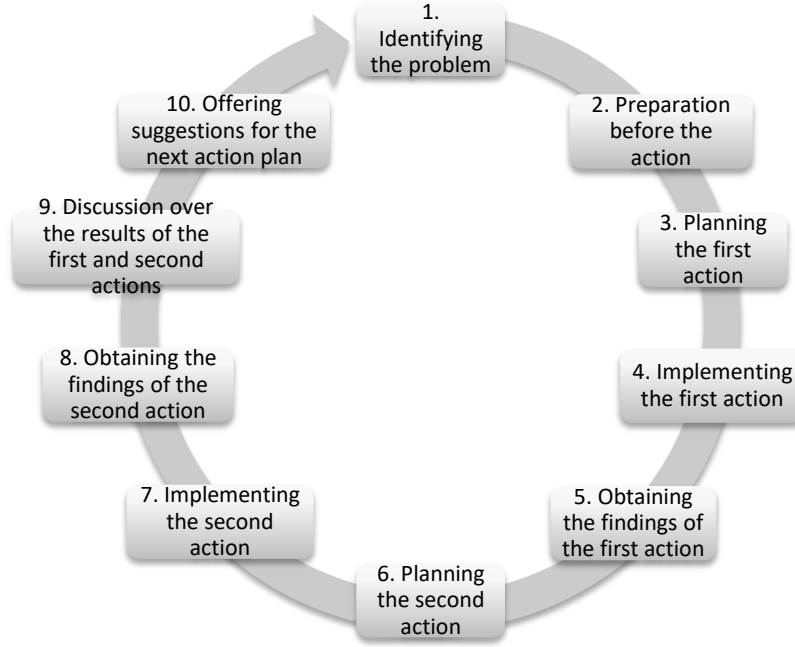 1.
Identifying
the problem
2. Preparation
before the
action
3. Planning
the first
action
4. Implementing
the first action
5. Obtaining
the findings of
the first action
6. Planning
the second
action
7. Implementing
the second
action
8. Obtaining the
findings of the
second action
9. Discussion over
the results of the
first and second
actions
10. Offering
suggestions for the
next action plan